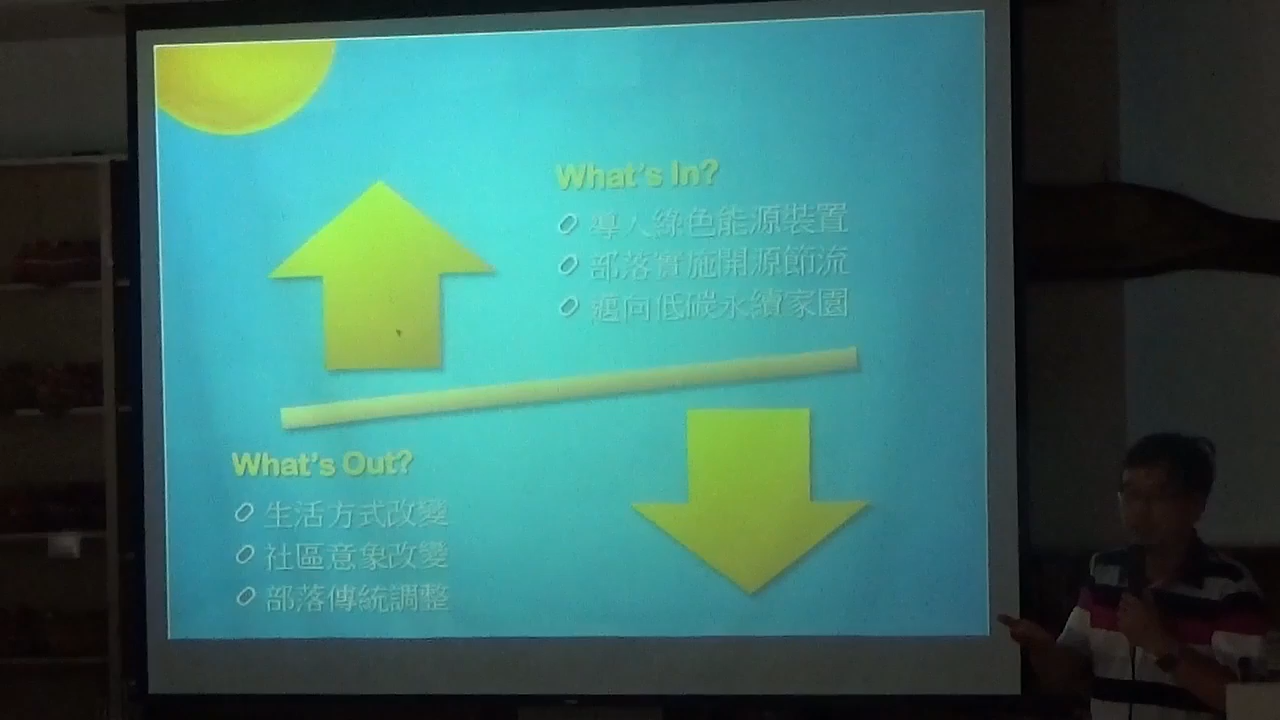 What's In?
導入綠色能源裝置
部落實施開源節流
邁向低碳永續家園
What's Out?
生活方式改變
社區意象改變
部落傳統調整